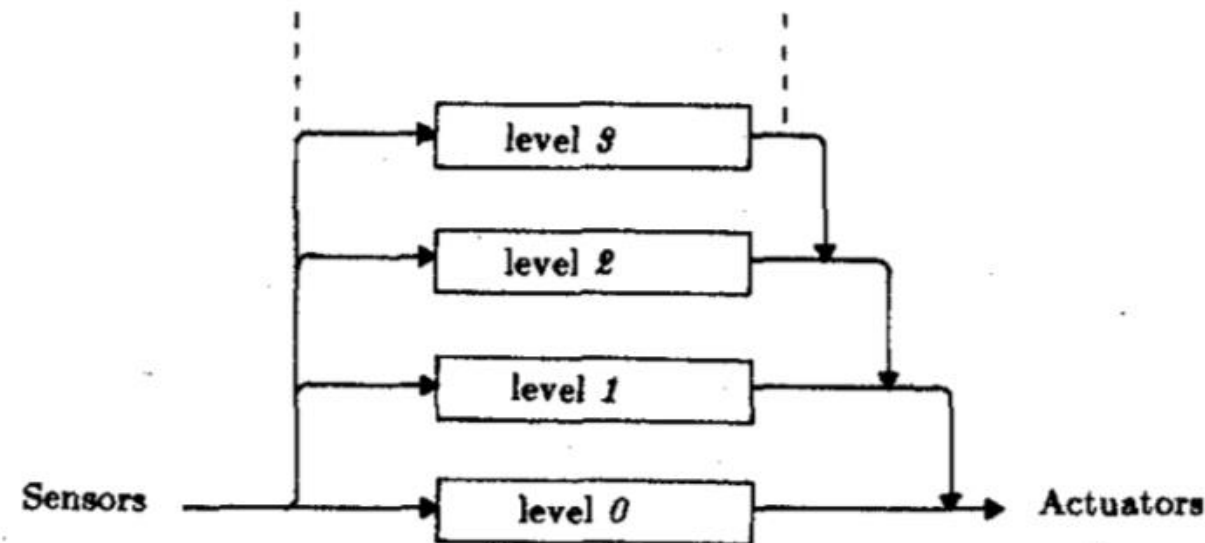 level 3
level 2
level 1
Sensors
level 0
Actuators